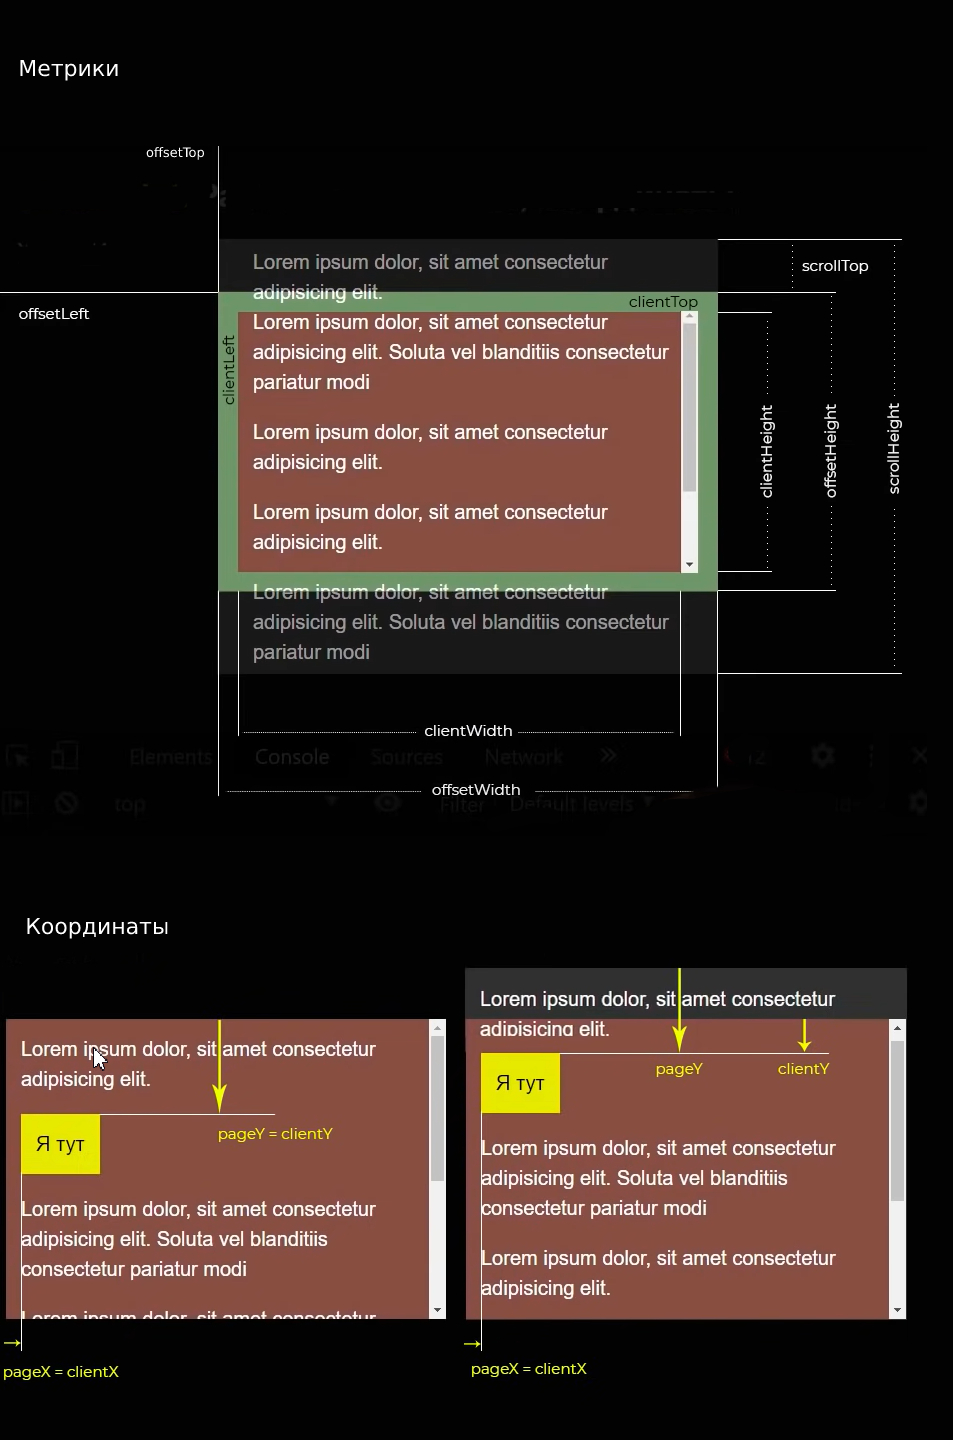 Метрики
offsetTop
Lorem ipsum dolor, sit amet consectetur
adipisicing elit.
scrollTop
offsetLeft
clientTop
clientLeft
Lorem ipsum dolor, sit amet consectetur
adipisicing elit. Soluta vel blanditiis consectetur
pariatur modi
Lorem ipsum dolor, sit amet consectetur
adipisicing elit.
Lorem ipsum dolor, sit amet consectetur
adipisicing elit.
clientHeight
offsetHeight
scrollHeight
Lorem ipsum dolor, sit amet consectetur
adipisicing elit. Soluta vel blanditiis consectetur
pariatur modi
clientWidth
Elements Console Sources Network
offsetWidth
top Filter Default levels
Координаты
Lorem ipsum dolor, sit amet consectetur
adipisicing elit.
Я тут
pageY = clientY
Lorem ipsum dolor, sit amet consectetur
adipisicing elit. Soluta vel blanditiis
consectetur pariatur modi
Lorem ipsum dolor, sit amet consectetur
pageX = clientX
Lorem ipsum dolor, sit amet consectetur
adipisicing elit.
pageY
clientY
Я тут
Lorem ipsum dolor, sit amet consectetur
adipisicing elit. Soluta vel blanditiis
consectetur pariatur modi
Lorem ipsum dolor, sit amet consectetur
adipisicing elit.
pageX = clientX